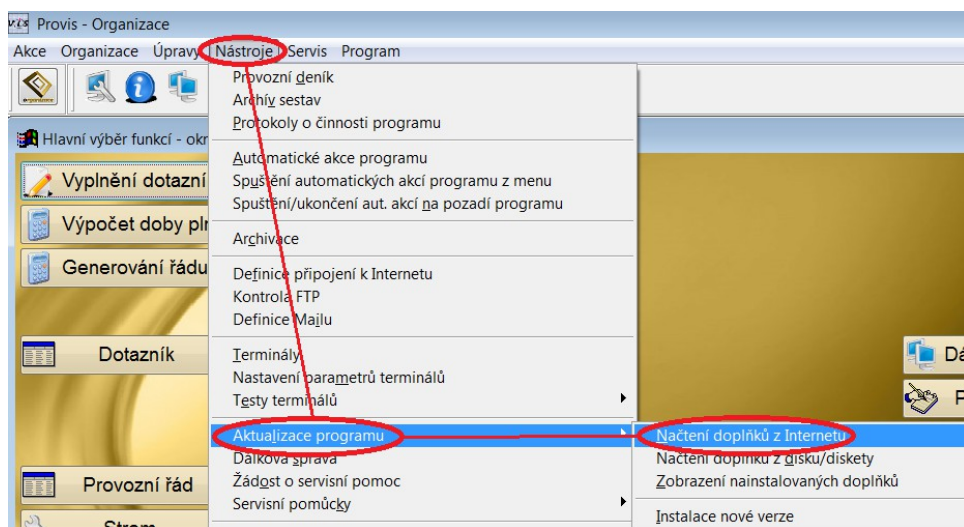 Provis - Organizace
Akce Organizace Úpravy Nástroje Servis Program
Provozní deník
Archív sestav
Protokoly o činnosti programu
Hlavní výběr funkcí - okr
Automatické akce programu
Vyplnění dotazní
Spuštění automatických akcí programu z menu
Spuštění/ukončení aut. akcí na pozadí programu
Výpočet doby plr
Archivace
Generování řádu
Definice připojení k Internetu
Kontrola FTP
Definice Mailu
Terminály
Dotazník
Nastavení parametrů terminálů
Testy terminálů
Aktualizace programu
Načtení doplňků z Internetu
Dálková správa
Načtení doplňků z disku/diskety
Žádost o servisní pomoc
Zobrazení nainstalovaných doplňků
Provozní řád
Servisní pomůcky
Instalace nové verze
Strom